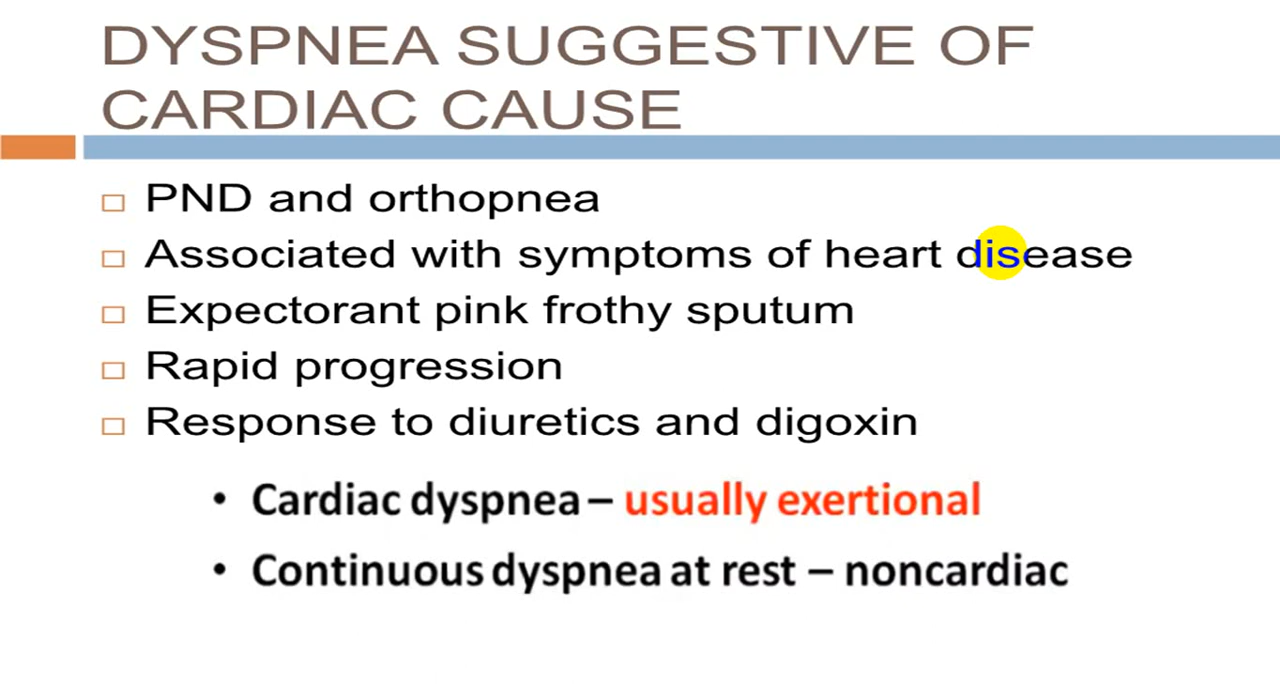 DYSPNEA SUGGESTIVE OF
CARDIAC CAUSE
PND and orthopnea
Associated with symptoms of heart disease
Expectorant pink frothy sputum
Rapid progression
Response to diuretics and digoxin
• Cardiac dyspnea – usually exertional
• Continuous dyspnea at rest – noncardiac